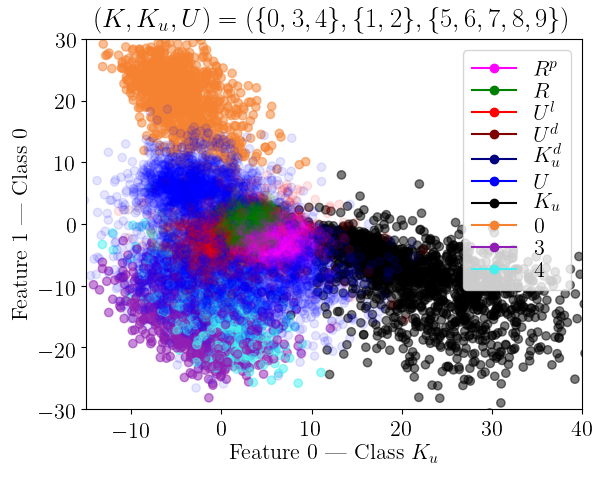 (K, K_u, U) = ({0, 3, 4}, {1, 2}, {5, 6, 7, 8, 9})
30
20
10
0
−10
−20
−30
Feature 1 — Class 0
R^p
R
U^l
U^d
K_u^d
U
K_u
0
3
4
−10
0
10
20
30
40
Feature 0 — Class K_u